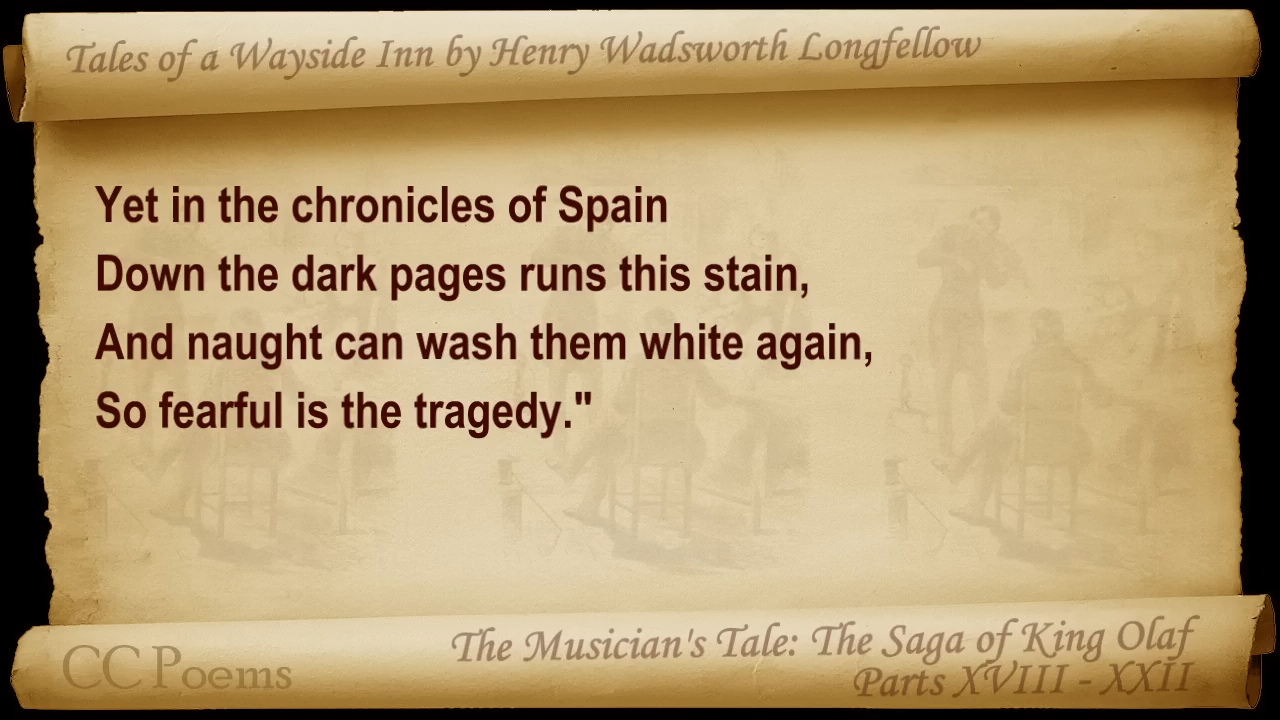 Tales of a Wayside Inn by Henry Wadsworth Longfellow
Yet in the chronicles of Spain
Down the dark pages runs this stain,
And naught can wash them white again,
So fearful is the tragedy."
The Musician's Tale: The Saga of King Olaf
Parts XVIII - XXII
CC Poems